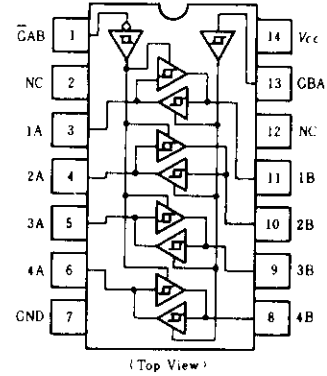 G̅AB 1 14 Vcc
NC 2 13 GBA
1A 3 12 NC
2A 4 11 1B
3A 5 10 2B
4A 6 9 3B
GND 7 8 4B
(Top View)